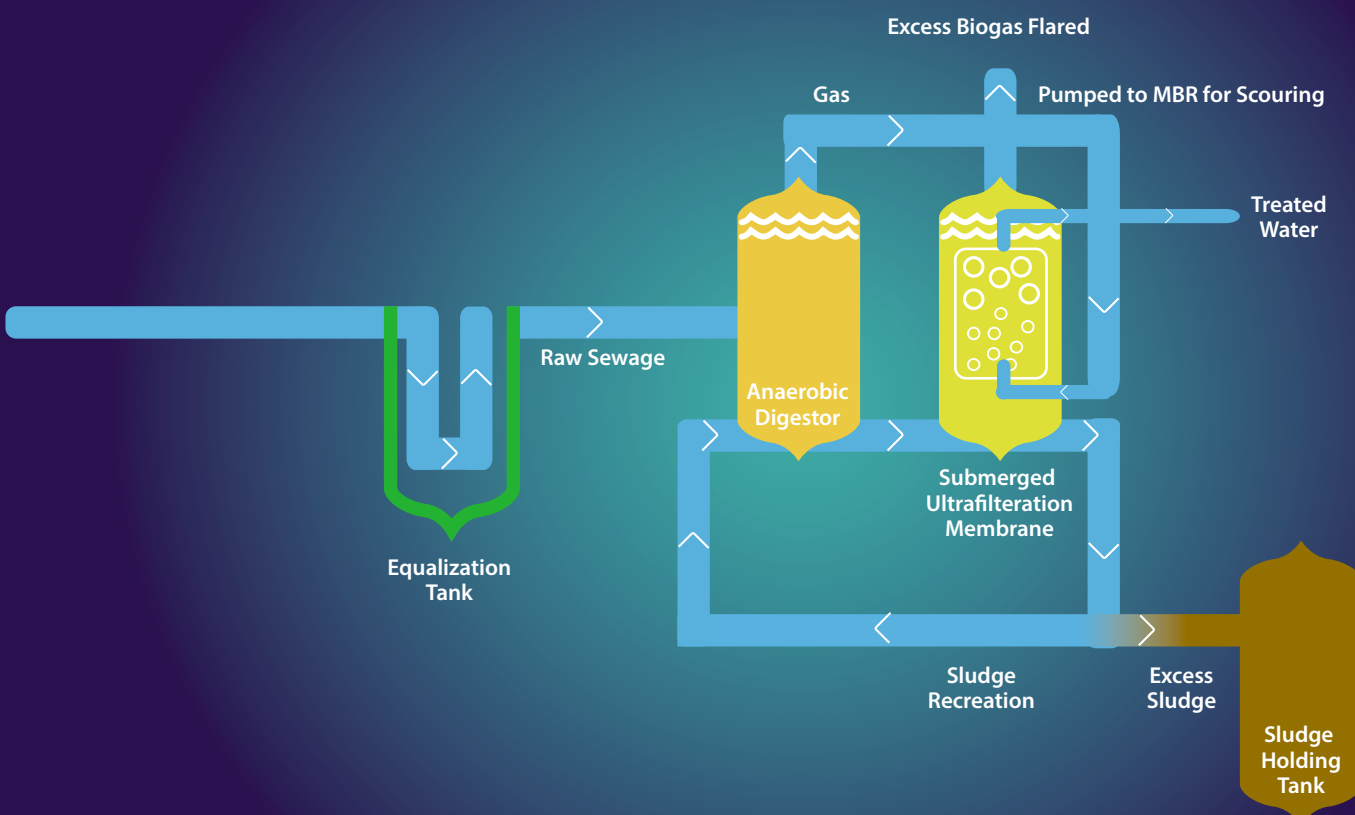 Excess Biogas Flared
Gas
Pumped to MBR for Scouring
Treated
Water
Raw Sewage
Anaerobic
Digestor
Submerged
Ultrafilteration
Membrane
Equalization
Tank
Sludge
Recreation
Excess
Sludge
Sludge
Holding
Tank